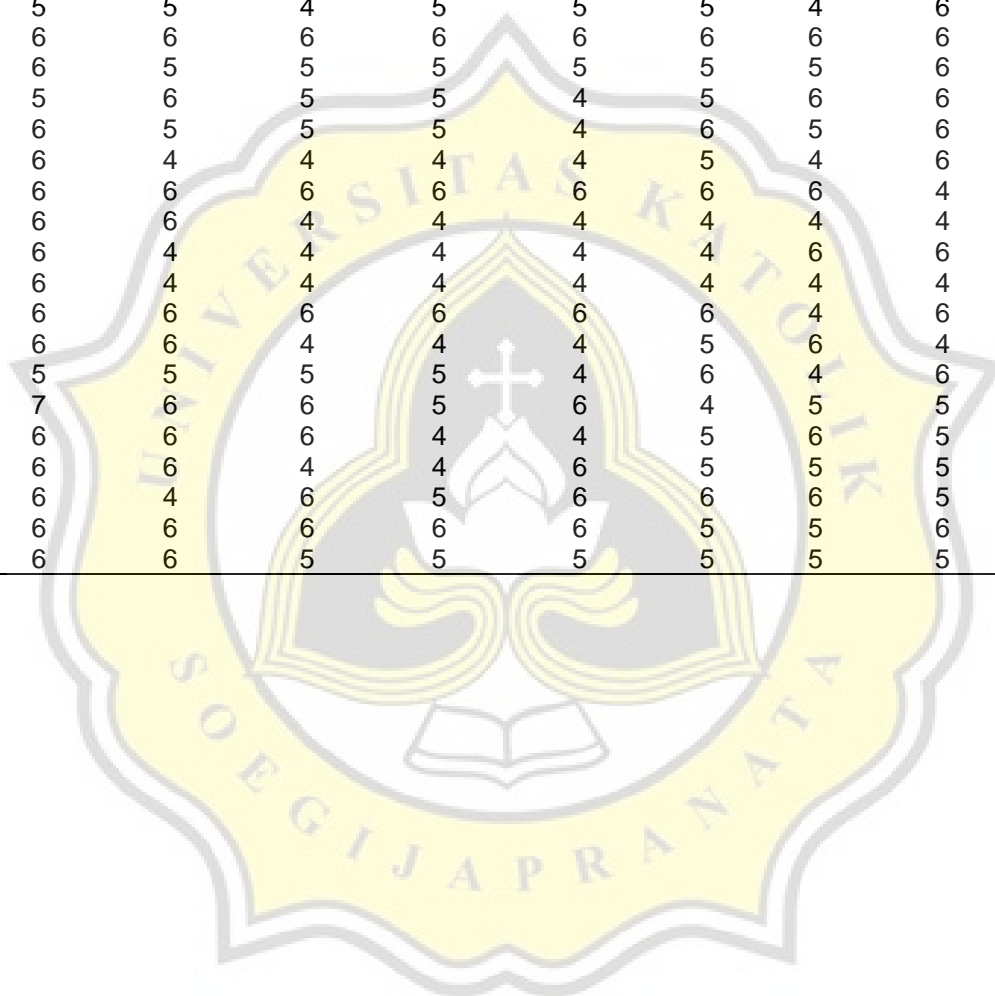 5 5 4 5 5 5 4 6
6 6 6 6 6 6 6 6
6 5 5 5 5 5 5 6
5 6 5 5 4 5 6 6
6 5 5 5 4 6 5 6
6 4 4 4 4 5 4 6
6 6 6 6 6 6 6 4
6 6 4 4 4 4 4 4
6 4 4 4 4 4 6 6
6 4 4 4 4 4 4 4
6 6 6 6 6 6 4 6
6 6 4 4 4 5 6 4
5 5 5 5 4 6 4 6
7 6 6 5 6 4 5 5
6 6 6 4 4 5 6 5
6 6 4 4 6 5 5 5
6 4 6 5 6 6 6 5
6 6 6 6 6 5 5 6
6 6 5 5 5 5 5 5
UNIVERSITAS KATOLIK
SOEGIJAPRANATA